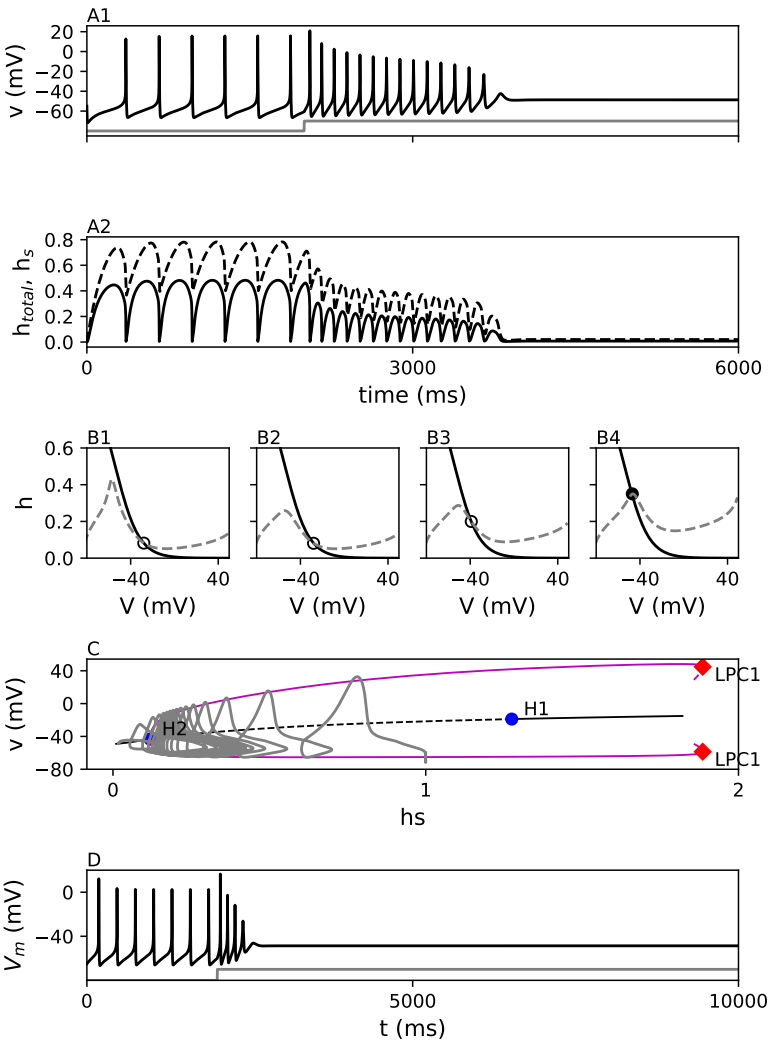 A1
v (mV)
20
0
−20
−40
−60
A2
h_total, h_s
0.8
0.6
0.4
0.2
0.0
0
3000
6000
time (ms)
B1
B2
B3
B4
h
0.6
0.4
0.2
0.0
−40
40
−40
40
−40
40
−40
40
V (mV)
V (mV)
V (mV)
V (mV)
C
v (mV)
40
0
−40
−80
H2
H1
LPC1
LPC1
0
1
2
hs
D
V_m (mV)
0
−40
0
5000
10000
t (ms)